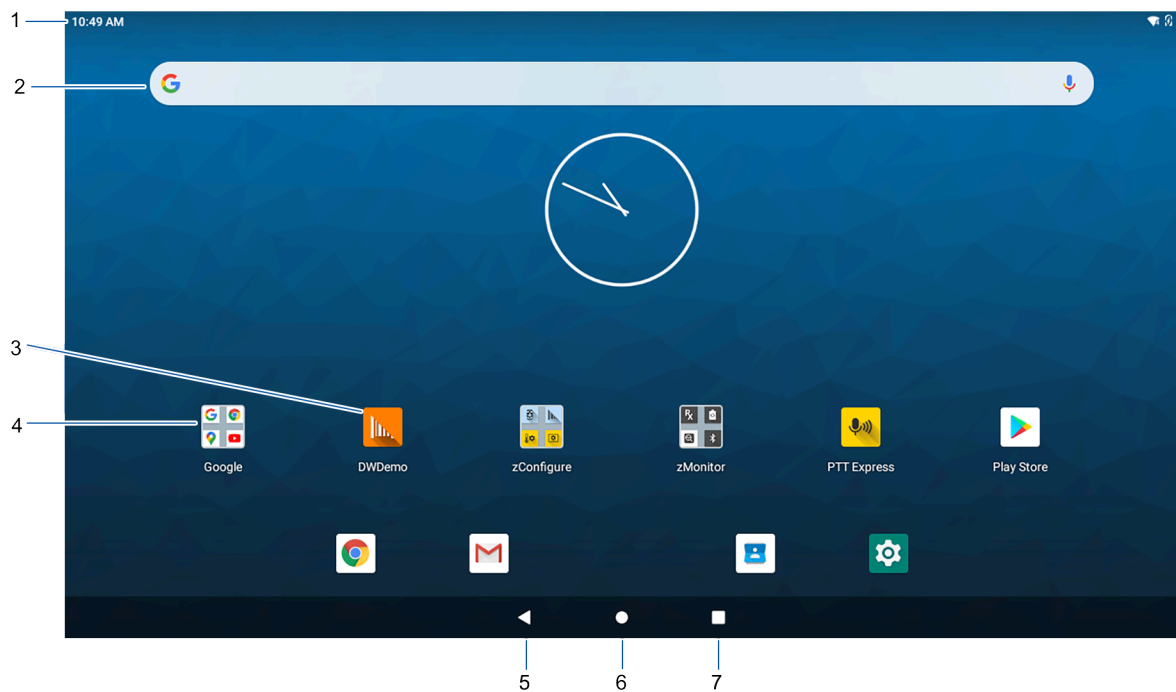 1
10:49 AM
2
3
4
Google
DWDemo
zConfigure
zMonitor
PTT Express
Play Store
5
6
7